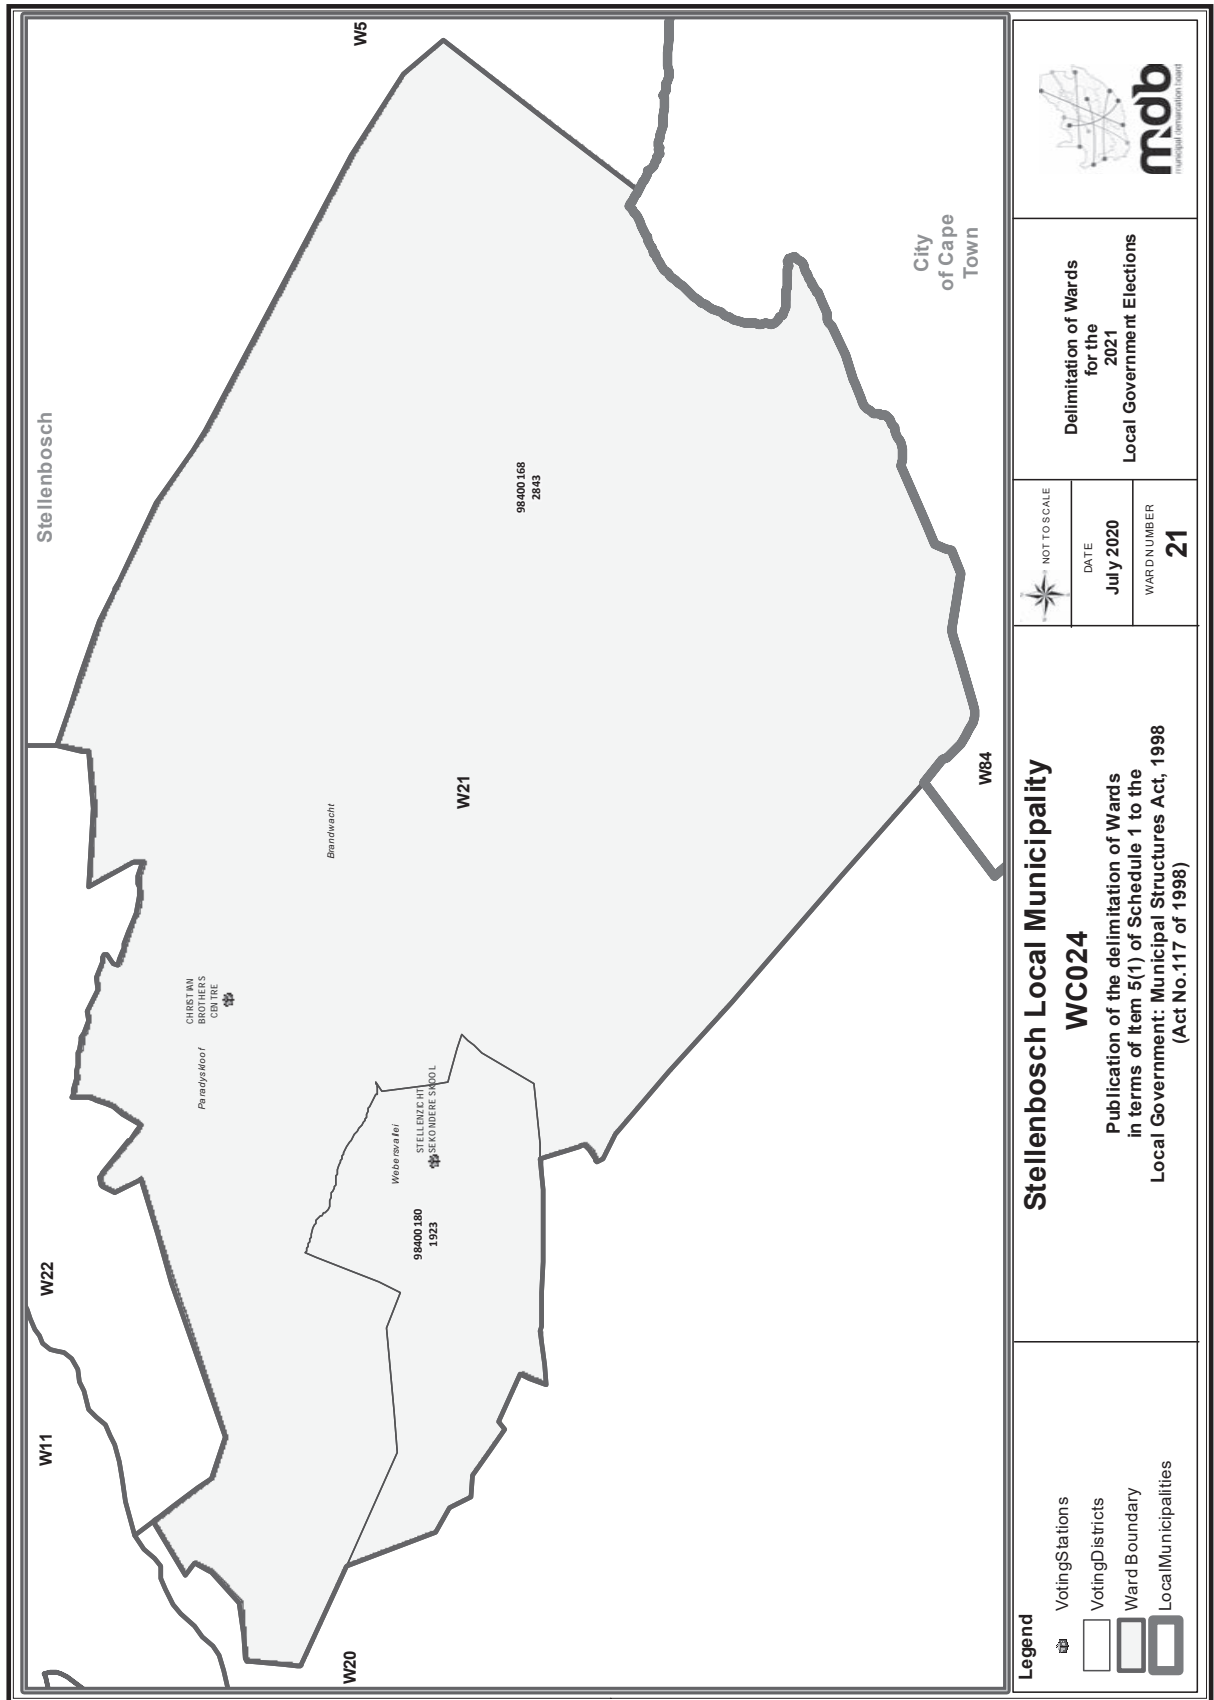 Stellenbosch
W5
W11
W22
W20
W21
W84
City
of Cape
Town
CHRISTIAN
BROTHERS
CENTRE
Paradyskloof
Brandwacht
Webersvallei
STELLENZICHT
SEKONDERE SKOOL
98400180
1923
98400168
2843
Legend
VotingStations
VotingDistricts
Ward Boundary
LocalMunicipalities
Stellenbosch Local Municipality
WC024
Publication of the delimitation of Wards
in terms of Item 5(1) of Schedule 1 to the
Local Government: Municipal Structures Act, 1998
(Act No.117 of 1998)
NOT TO SCALE
DATE
July 2020
WARD NUMBER
21
Delimitation of Wards
for the
2021
Local Government Elections
mdb
municipal demarcation board